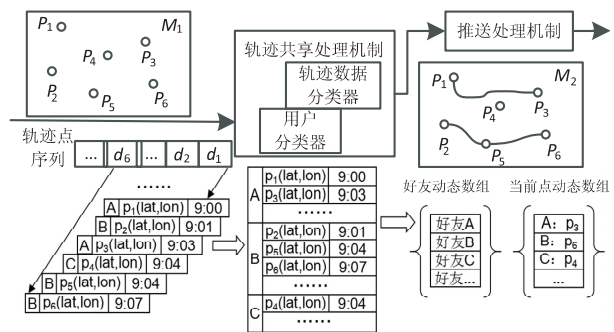 P1 M1
P4 P3
P2 P5 P6
轨迹点
序列
... d6 ... d2 d1
......
A p1(lat,lon) 9:00
B p2(lat,lon) 9:01
A p3(lat,lon) 9:03
C p4(lat,lon) 9:04
B p5(lat,lon) 9:04
B p6(lat,lon) 9:07
轨迹共享处理机制
轨迹数据
分类器
用户
分类器
A p1(lat,lon) 9:00
p3(lat,lon) 9:03
......
B p2(lat,lon) 9:01
p5(lat,lon) 9:04
p6(lat,lon) 9:07
......
C p4(lat,lon) 9:04
......
推送处理机制
P1 M2
P4 P3
P2 P5 P6
好友动态数组
好友A
好友B
好友C
好友...
当前点动态数组
A：p3
B：p6
C：p4
...